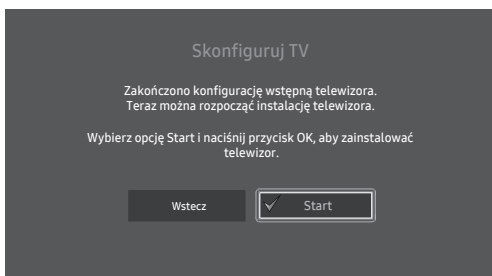 Skonfiguruj TV
Zakończono konfigurację wstępną telewizora.
Teraz można rozpocząć instalację telewizora.
Wybierz opcję Start i naciśnij przycisk OK, aby zainstalować
telewizor.
Wstecz
Start